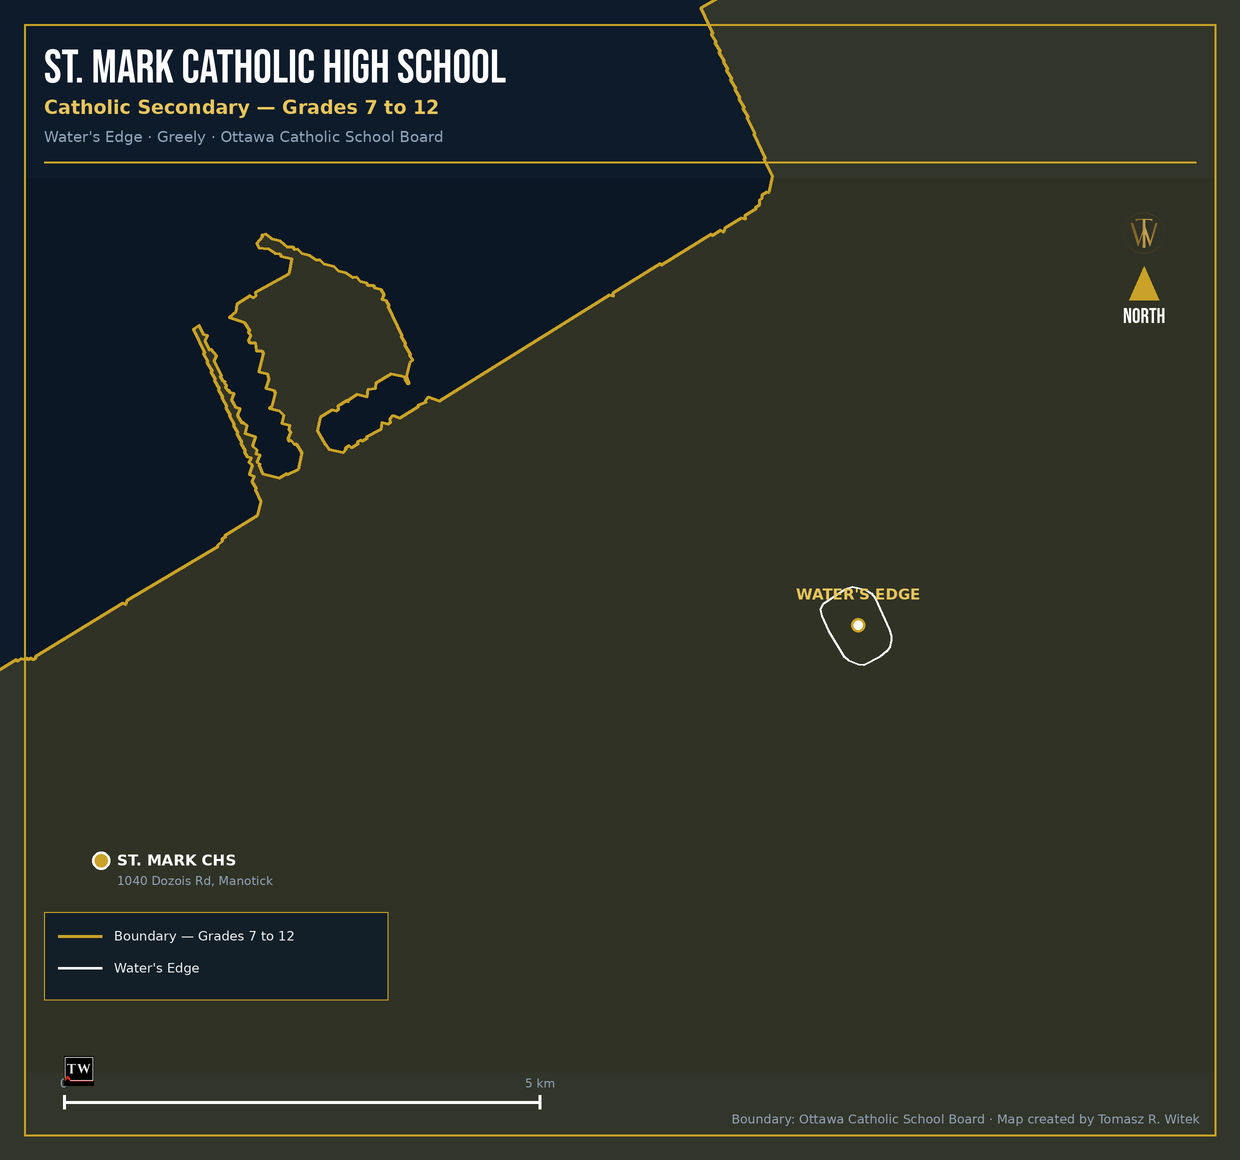 ST. MARK CATHOLIC HIGH SCHOOL
Catholic Secondary — Grades 7 to 12
Water's Edge · Greely · Ottawa Catholic School Board
TW
NORTH
WATER'S EDGE
ST. MARK CHS
1040 Dozois Rd, Manotick
Boundary — Grades 7 to 12
Water's Edge
TW
5 km
Boundary: Ottawa Catholic School Board · Map created by Tomasz R. Witek